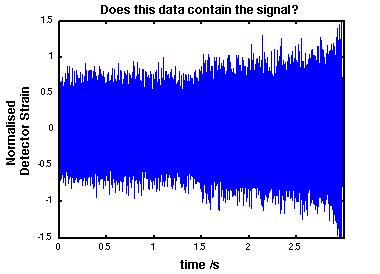 Does this data contain the signal?
1.5
1
0.5
0
-0.5
-1
-1.5
Normalised
Detector Strain
0 0.5 1 1.5 2 2.5
time /s